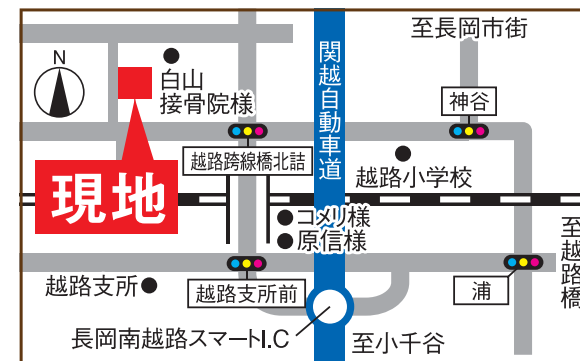 至長岡市街
N
白山
接骨院様
関越自動車道
神谷
越路跨線橋北詰
越路小学校
現地
コメリ様
原信様
至越路橋
越路支所
越路支所前
浦
長岡南越路スマートI.C
至小千谷